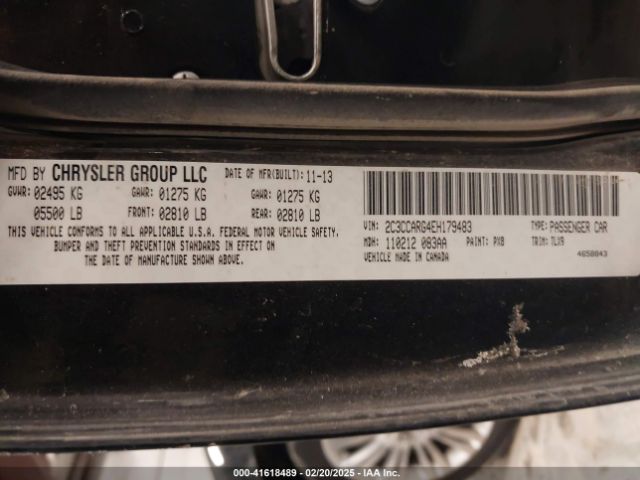 MFD BY CHRYSLER GROUP LLC DATE OF MFR(BUILT): 11-13
GVWR: 02495 KG GAWR: 01275 KG GAWR: 01275 KG
05500 LB FRONT: 02810 LB REAR: 02810 LB
THIS VEHICLE CONFORMS TO ALL APPLICABLE U.S.A. FEDERAL MOTOR VEHICLE SAFETY,
BUMPER AND THEFT PREVENTION STANDARDS IN EFFECT ON
THE DATE OF MANUFACTURE SHOWN ABOVE.
VIN: 2C3CCARG4EH179483 TYPE: PASSENGER CAR
MDH: 110212 083AA PAINT: PX8 TRIM: TLX9
VEHICLE MADE IN CANADA 4658043
000-41618489 — 02/20/2025 — IAA Inc.